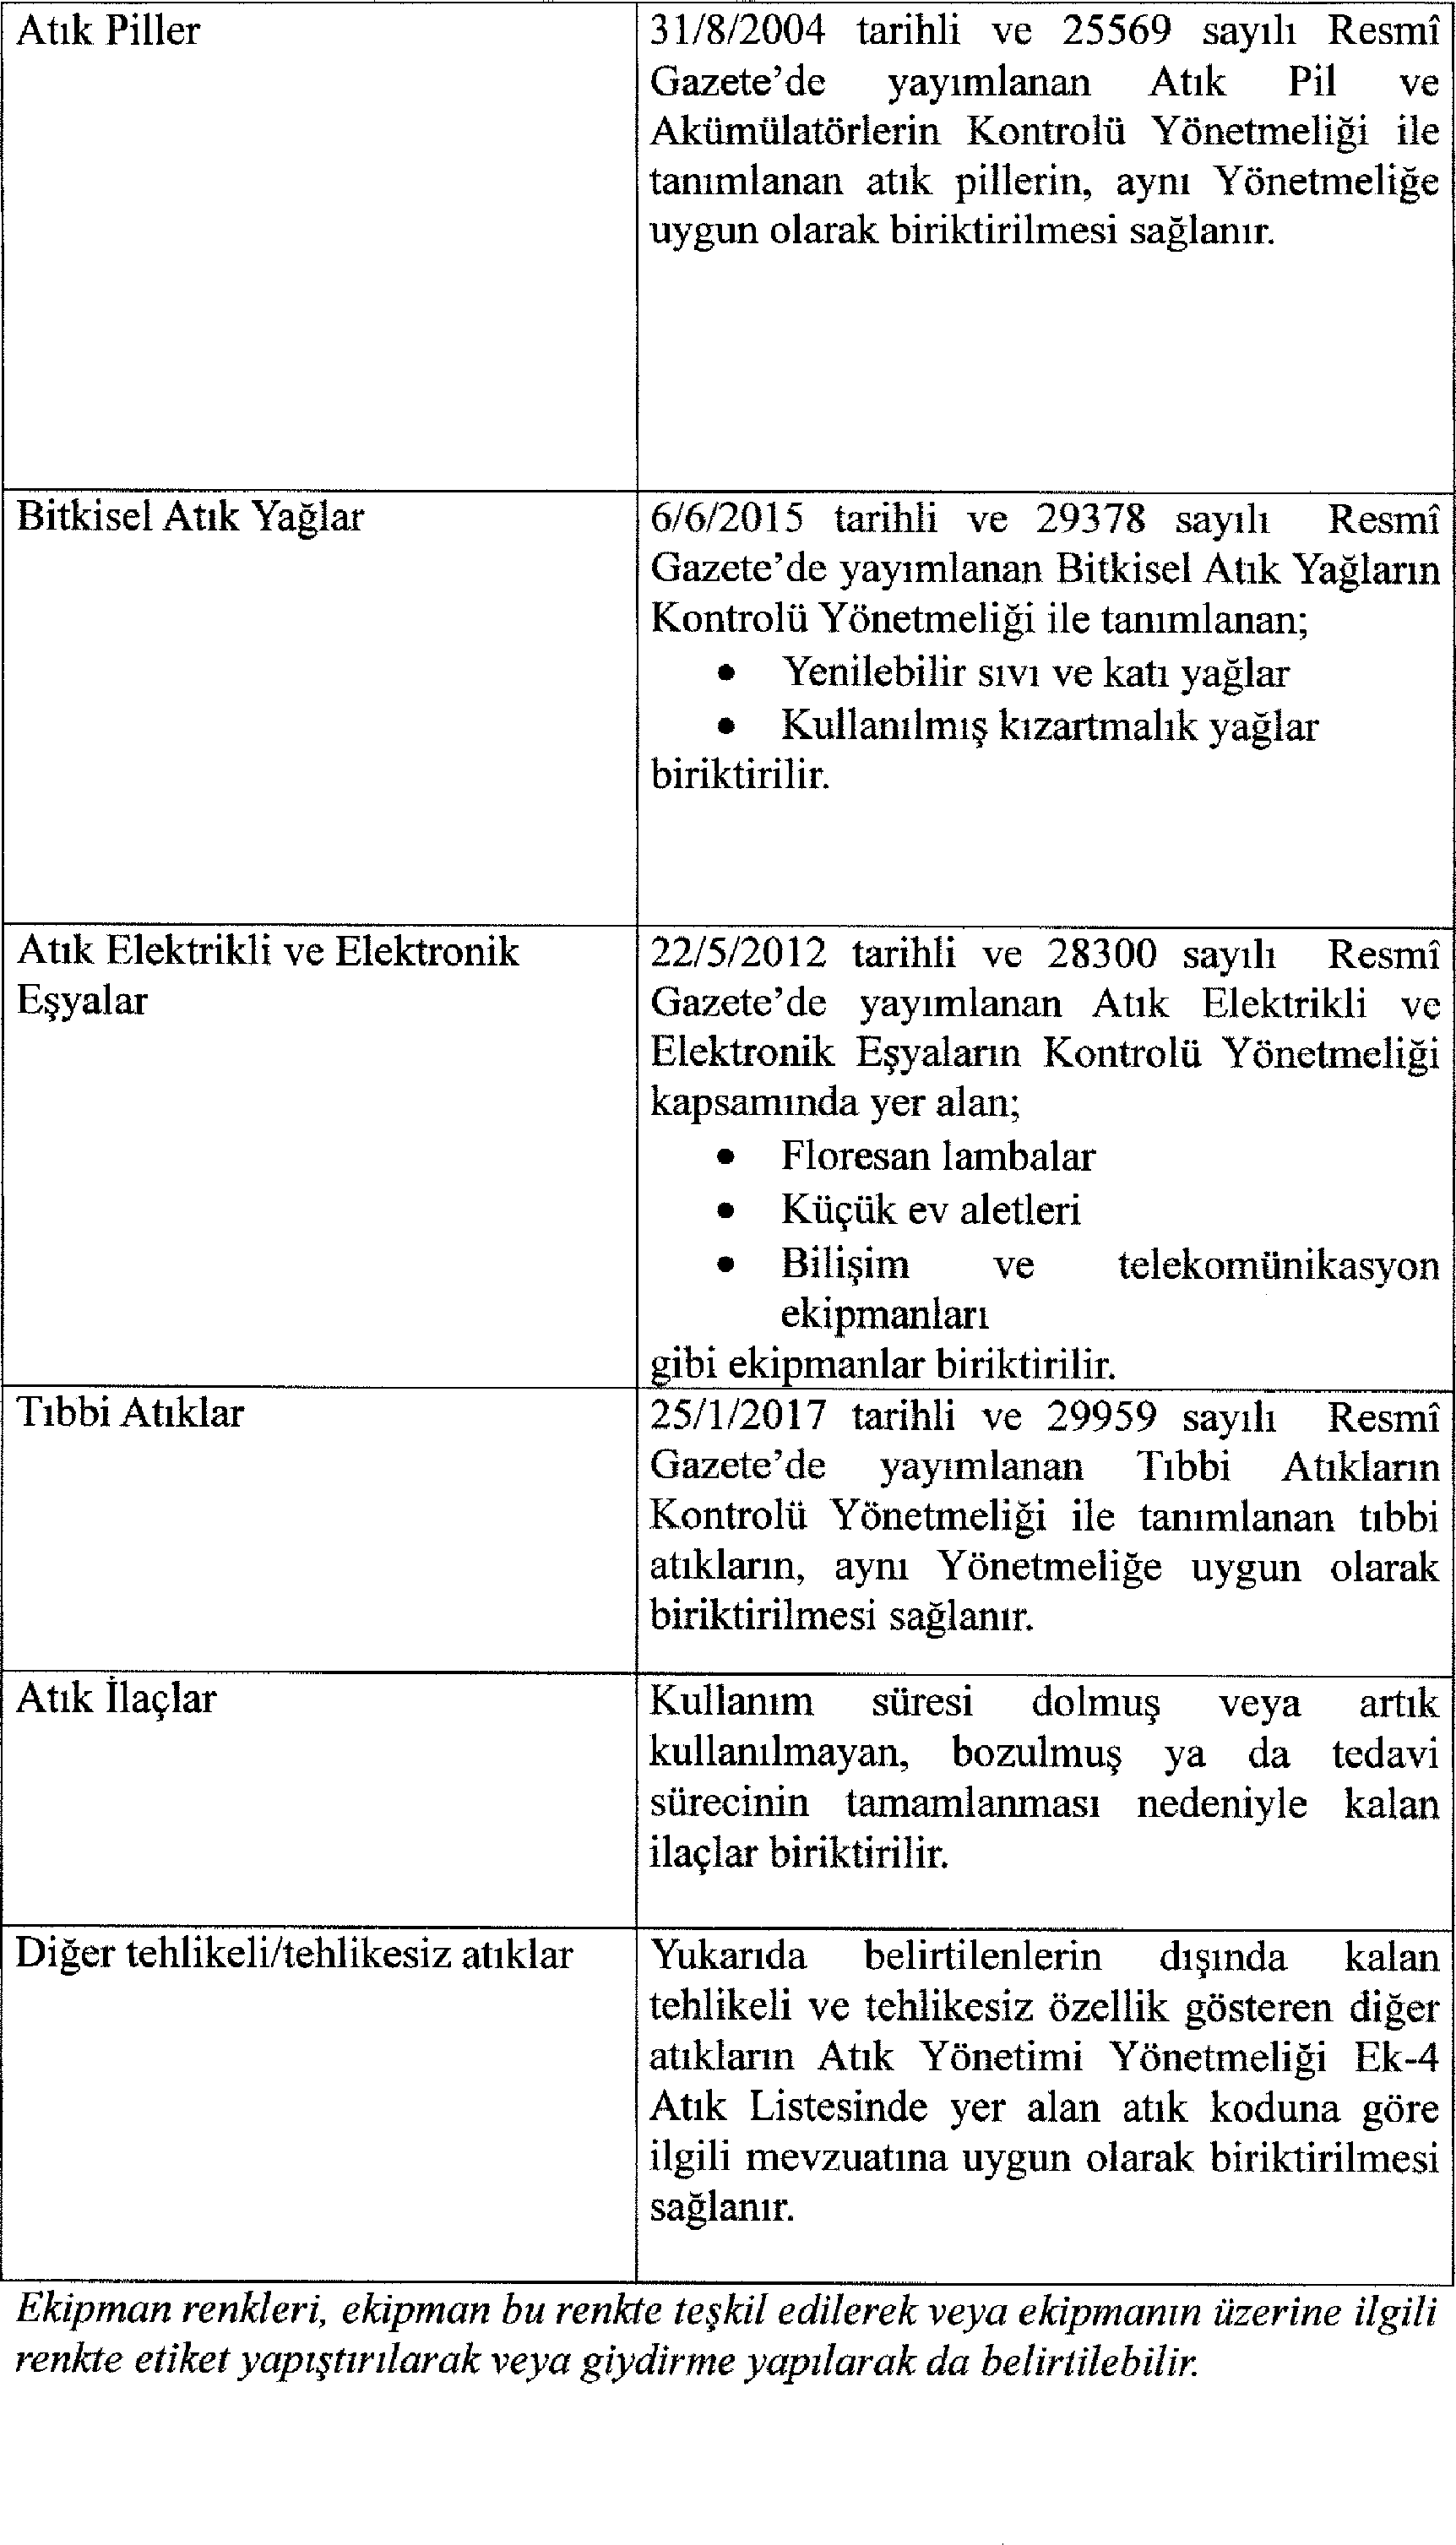 Atık Piller
31/8/2004 tarihli ve 25569 sayılı Resmî
Gazete'de yayımlanan Atık Pil ve
Akümülatörlerin Kontrolü Yönetmeliği ile
tanımlanan atık pillerin, aynı Yönetmeliğe
uygun olarak biriktirilmesi sağlanır.
Bitkisel Atık Yağlar
6/6/2015 tarihli ve 29378 sayılı Resmî
Gazete'de yayımlanan Bitkisel Atık Yağların
Kontrolü Yönetmeliği ile tanımlanan;
• Yenilebilir sıvı ve katı yağlar
• Kullanılmış kızartmalık yağlar
biriktirilir.
Atık Elektrikli ve Elektronik
Eşyalar
22/5/2012 tarihli ve 28300 sayılı Resmî
Gazete'de yayımlanan Atık Elektrikli ve
Elektronik Eşyaların Kontrolü Yönetmeliği
kapsamında yer alan;
• Floresan lambalar
• Küçük ev aletleri
• Bilişim ve telekomünikasyon
ekipmanları
gibi ekipmanlar biriktirilir.
Tıbbi Atıklar
25/1/2017 tarihli ve 29959 sayılı Resmî
Gazete'de yayımlanan Tıbbi Atıkların
Kontrolü Yönetmeliği ile tanımlanan tıbbi
atıkların, aynı Yönetmeliğe uygun olarak
biriktirilmesi sağlanır.
Atık İlaçlar
Kullanım süresi dolmuş veya artık
kullanılmayan, bozulmuş ya da tedavi
sürecinin tamamlanması nedeniyle kalan
ilaçlar biriktirilir.
Diğer tehlikeli/tehlikesiz atıklar
Yukarıda belirtilenlerin dışında kalan
tehlikeli ve tehlikesiz özellik gösteren diğer
atıkların Atık Yönetimi Yönetmeliği Ek-4
Atık Listesinde yer alan atık koduna göre
ilgili mevzuatına uygun olarak biriktirilmesi
sağlanır.
Ekipman renkleri, ekipman bu renkte teşkil edilerek veya ekipmanın üzerine ilgili
renkte etiket yapıştırılarak veya giydirme yapılarak da belirtilebilir.